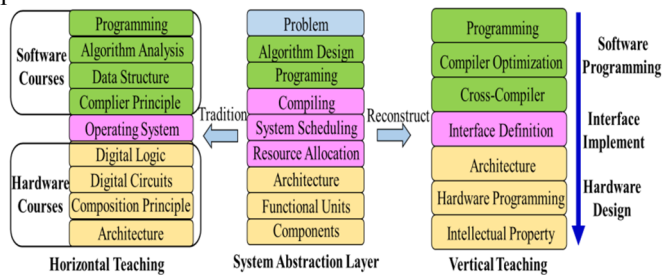 Software
Courses
Programming
Algorithm Analysis
Data Structure
Complier Principle
Operating System
Hardware
Courses
Digital Logic
Digital Circuits
Composition Principle
Architecture
Horizontal Teaching
Tradition
Problem
Algorithm Design
Programing
Compiling
System Scheduling
Resource Allocation
Architecture
Functional Units
Components
System Abstraction Layer
Reconstruct
Programming
Compiler Optimization
Cross-Compiler
Interface Definition
Architecture
Hardware Programming
Intellectual Property
Vertical Teaching
Software
Programming
Interface
Implement
Hardware
Design